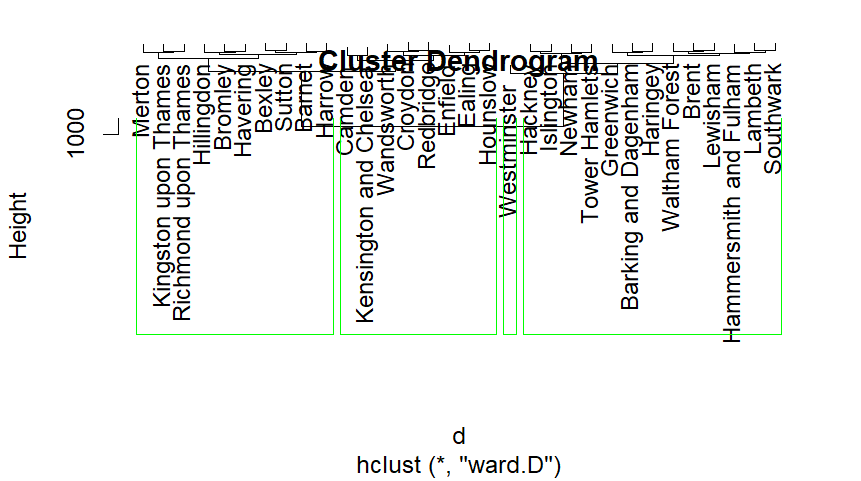 Cluster Dendrogram
Height
1000
Merton
Kingston upon Thames
Richmond upon Thames
Hillingdon
Bromley
Havering
Bexley
Sutton
Barnet
Harrow
Camden
Kensington and Chelsea
Wandsworth
Croydon
Redbridge
Enfield
Ealing
Hounslow
Westminster
Hackney
Islington
Newham
Tower Hamlets
Greenwich
Barking and Dagenham
Haringey
Waltham Forest
Brent
Lewisham
Hammersmith and Fulham
Lambeth
Southwark
d
hclust (*, "ward.D")